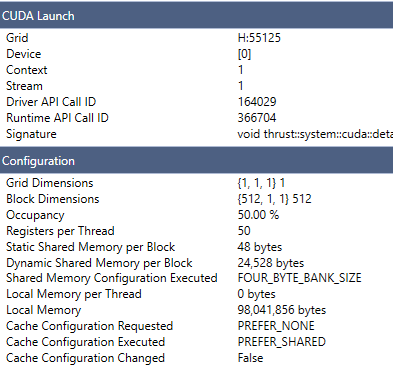 CUDA Launch
Grid H:55125
Device [0]
Context 1
Stream 1
Driver API Call ID 164029
Runtime API Call ID 366704
Signature void thrust::system::cuda::deta
Configuration
Grid Dimensions {1, 1, 1} 1
Block Dimensions {512, 1, 1} 512
Occupancy 50.00 %
Registers per Thread 50
Static Shared Memory per Block 48 bytes
Dynamic Shared Memory per Block 24,528 bytes
Shared Memory Configuration Executed FOUR_BYTE_BANK_SIZE
Local Memory per Thread 0 bytes
Local Memory 98,041,856 bytes
Cache Configuration Requested PREFER_NONE
Cache Configuration Executed PREFER_SHARED
Cache Configuration Changed False